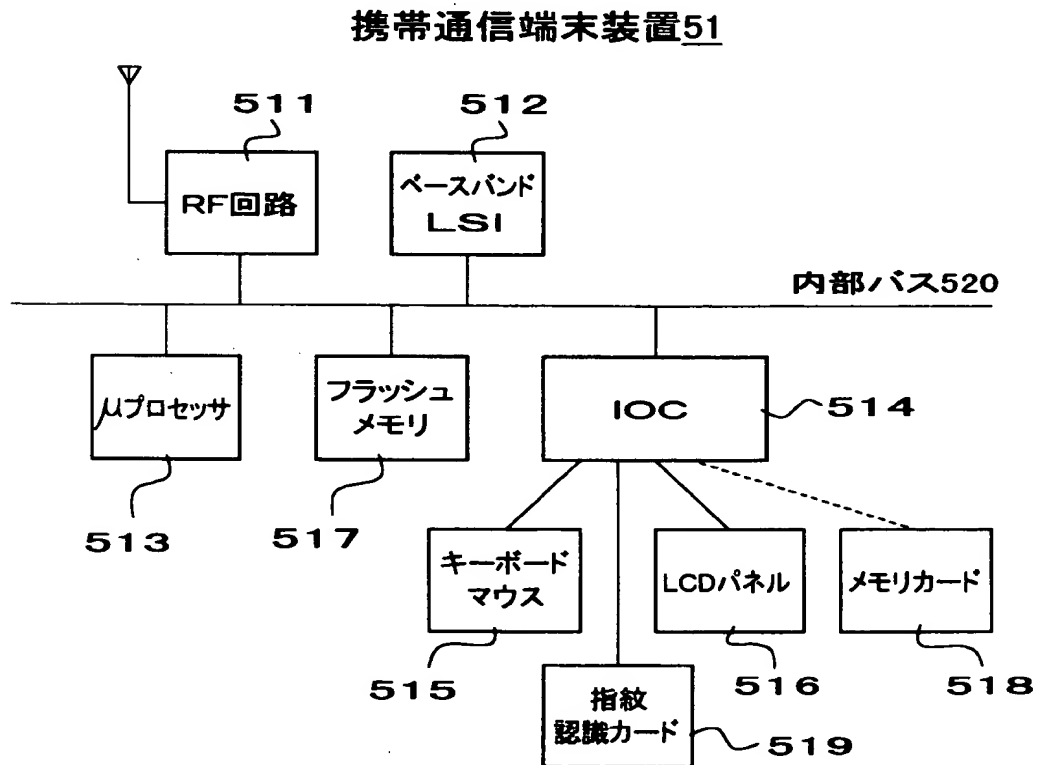 携帯通信端末装置51
511
512
RF回路
ベースバンド
LSI
内部バス520
μプロセッサ
フラッシュ
メモリ
IOC
514
513
517
キーボード
マウス
LCDパネル
メモリカード
515
516
518
指紋
認識カード
519